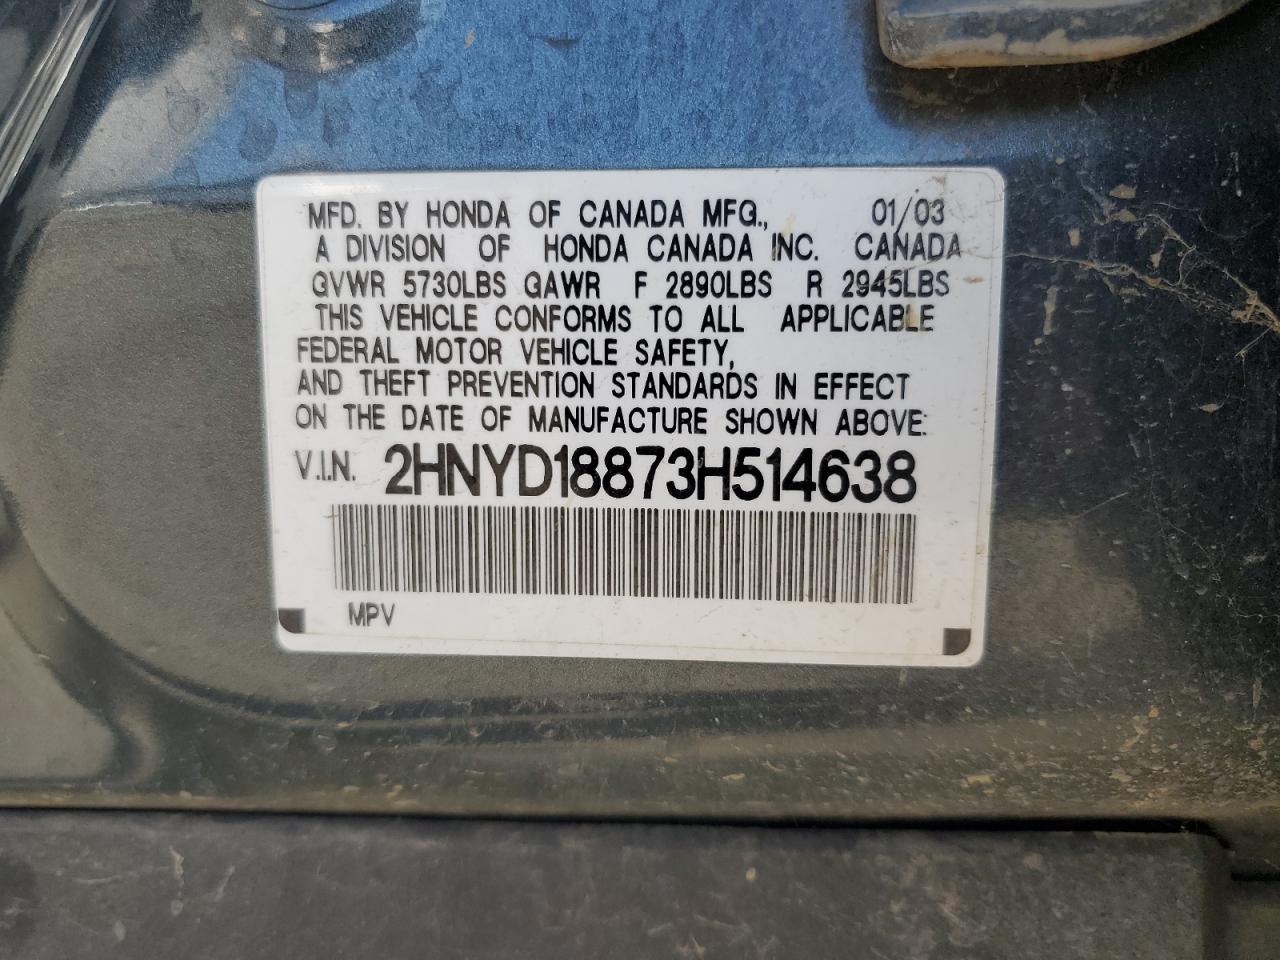 MFD. BY HONDA OF CANADA MFG., 01/03
A DIVISION OF HONDA CANADA INC. CANADA
GVWR 5730LBS GAWR F 2890LBS R 2945LBS
THIS VEHICLE CONFORMS TO ALL APPLICABLE
FEDERAL MOTOR VEHICLE SAFETY,
AND THEFT PREVENTION STANDARDS IN EFFECT
ON THE DATE OF MANUFACTURE SHOWN ABOVE:
V.I.N. 2HNYD18873H514638
MPV